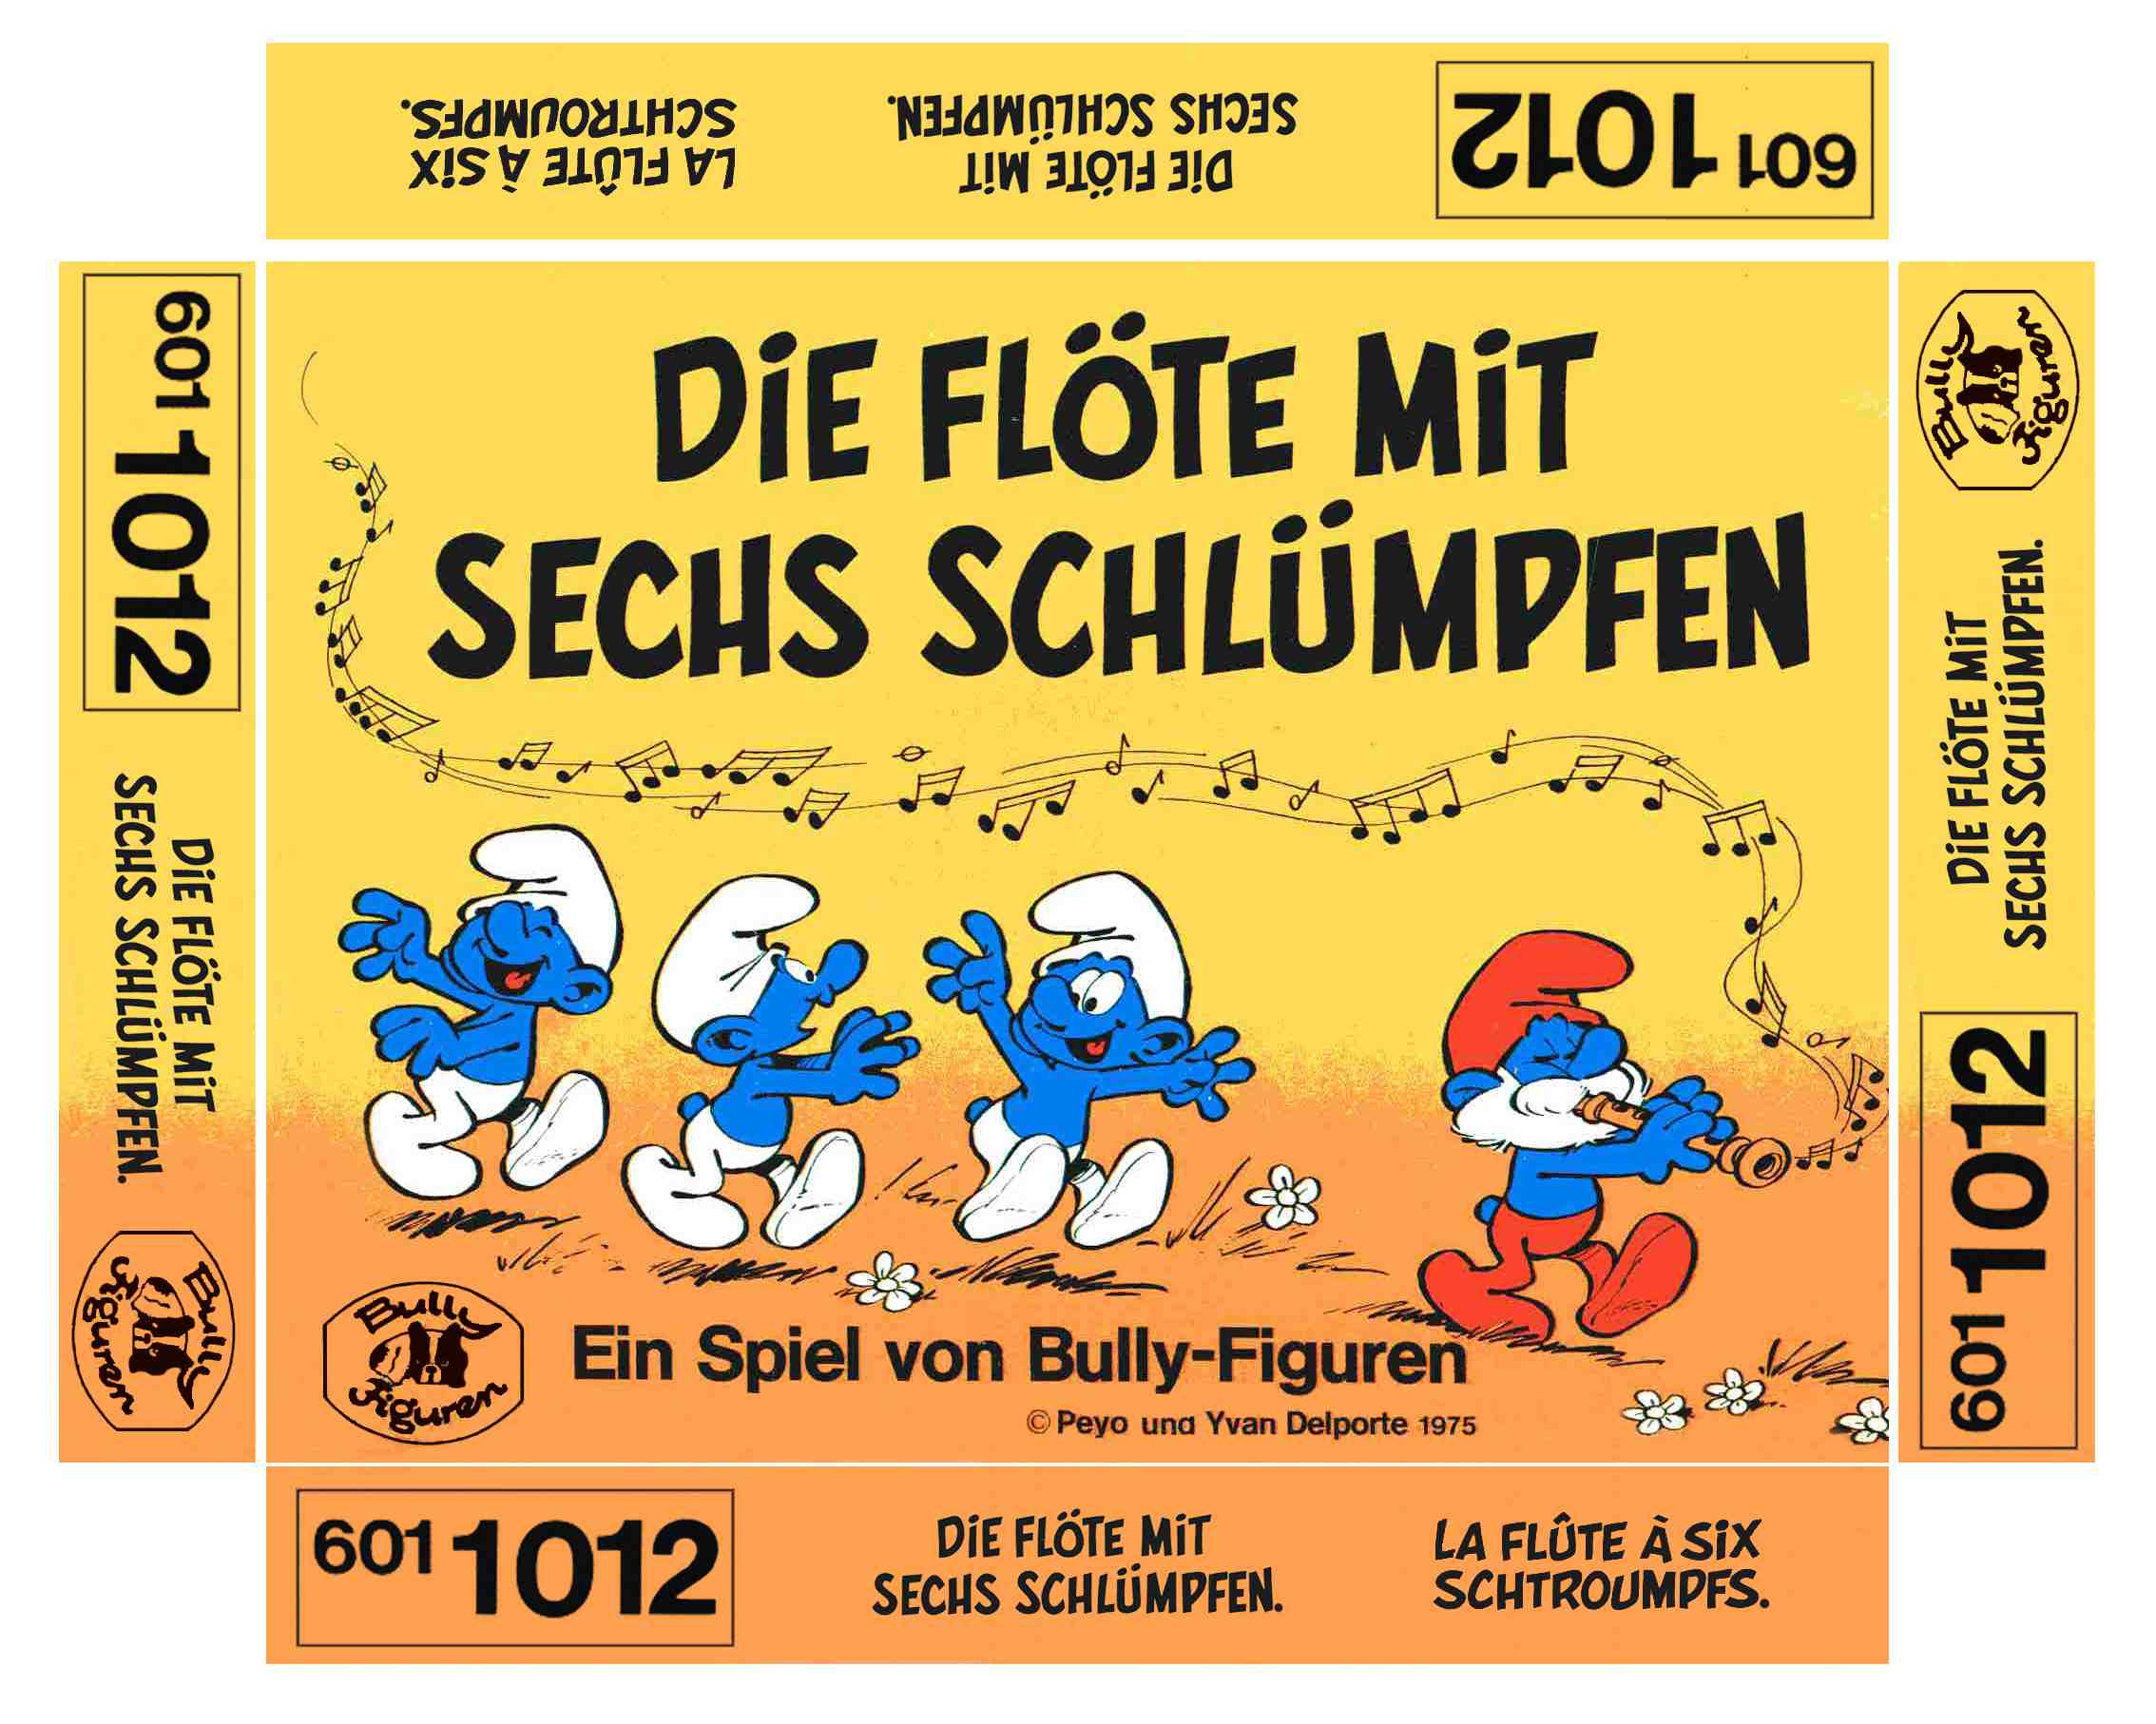 LA FLÛTE À SiX
SCHTROUMPFS.
DiE FLÖTE MiT
SECHS SCHLÜMPFEN.
601 1012
601 1012
DiE FLÖTE MiT
SECHS SCHLÜMPFEN.
Bully
Figuren
DiE FLÖTE MiT
SECHS SCHLÜMPFEN
Bully
Figuren
Ein Spiel von Bully-Figuren
© Peyo und Yvan Delporte 1975
Bully
Figuren
DiE FLÖTE MiT
SECHS SCHLÜMPFEN.
601 1012
601 1012
DiE FLÖTE MiT
SECHS SCHLÜMPFEN.
LA FLÛTE À SiX
SCHTROUMPFS.